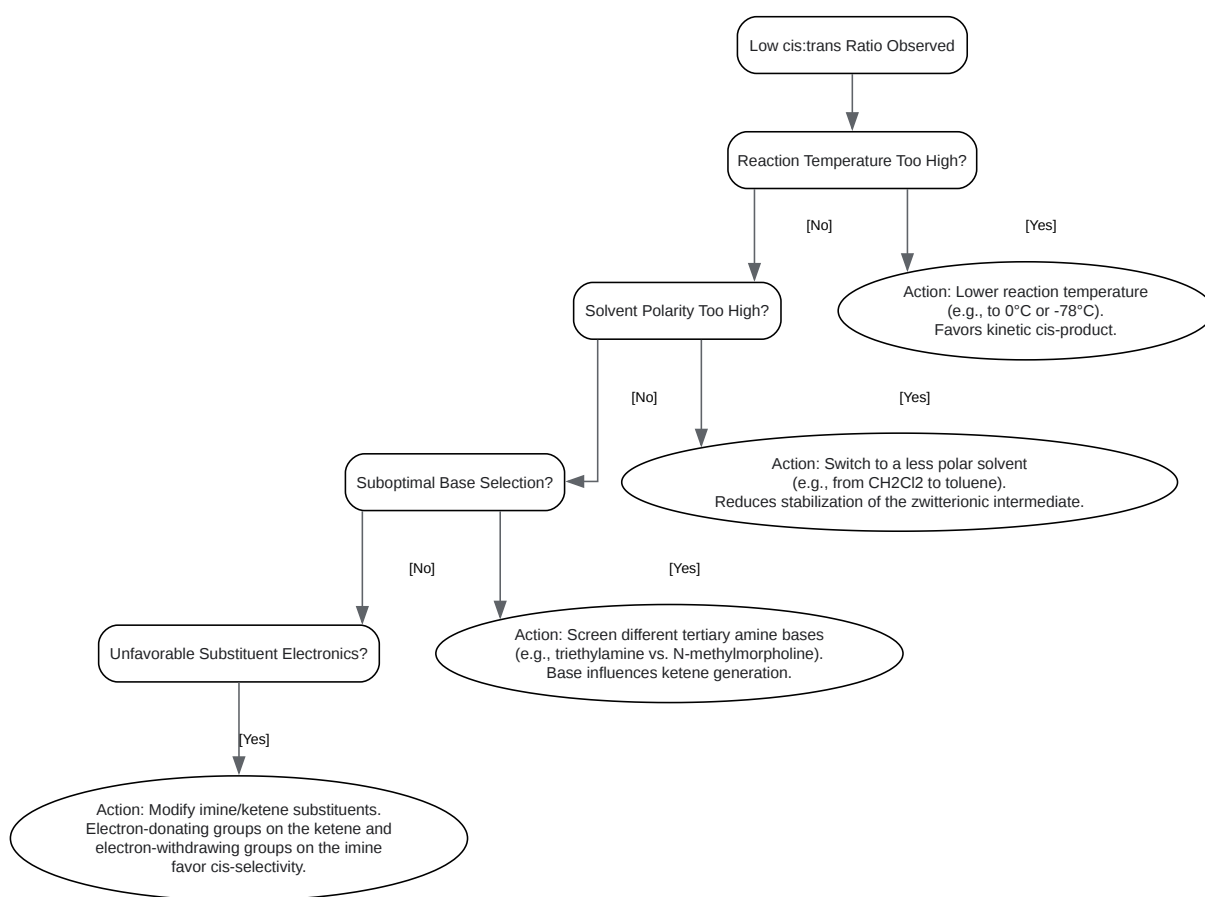 Low cis:trans Ratio Observed
Reaction Temperature Too High?
[No]
[Yes]
Action: Lower reaction temperature
(e.g., to 0°C or -78°C).
Favors kinetic cis-product.
Solvent Polarity Too High?
[No]
[Yes]
Action: Switch to a less polar solvent
(e.g., from CH2Cl2 to toluene).
Reduces stabilization of the zwitterionic intermediate.
Suboptimal Base Selection?
[No]
[Yes]
Action: Screen different tertiary amine bases
(e.g., triethylamine vs. N-methylmorpholine).
Base influences ketene generation.
Unfavorable Substituent Electronics?
[Yes]
Action: Modify imine/ketene substituents.
Electron-donating groups on the ketene and
electron-withdrawing groups on the imine
favor cis-selectivity.